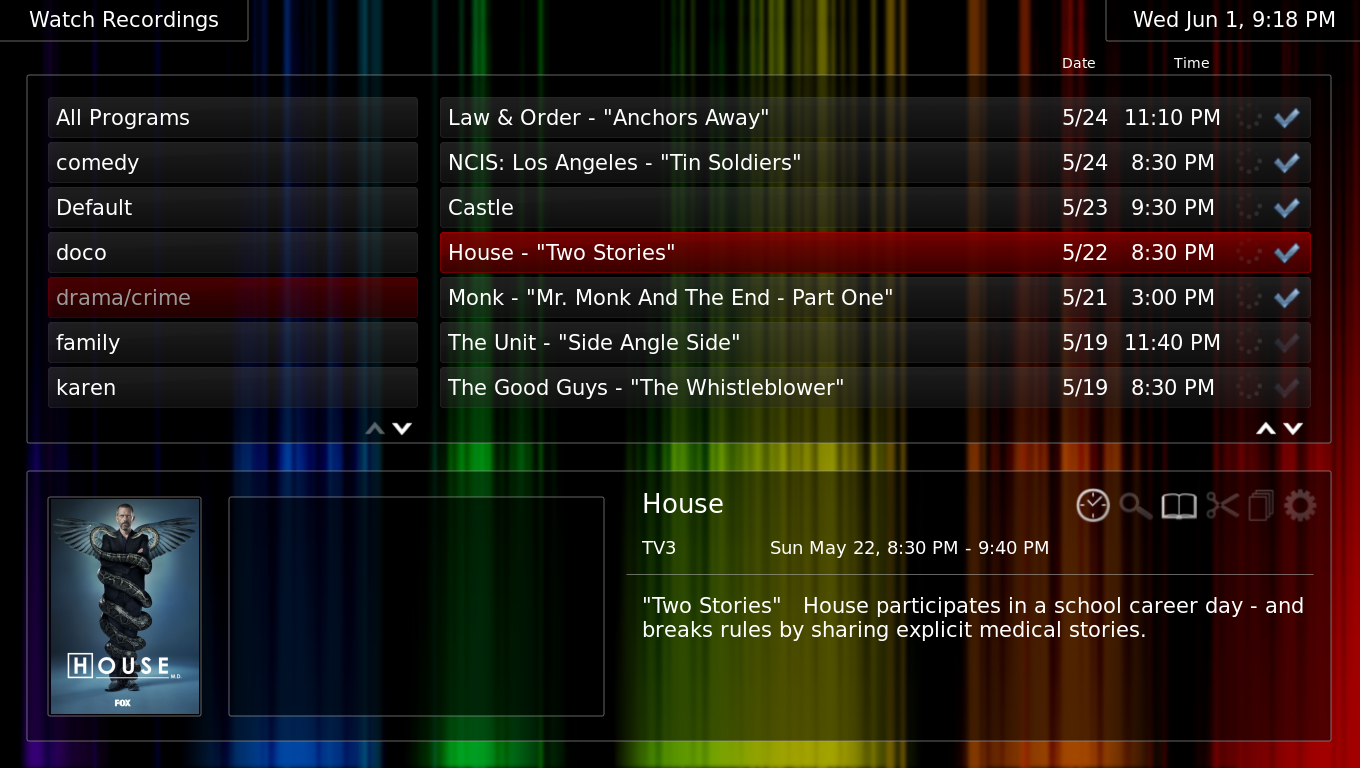 Watch Recordings
Wed Jun 1, 9:18 PM
Date Time
All Programs
comedy
Default
doco
drama/crime
family
karen
Law & Order - "Anchors Away" 5/24 11:10 PM
NCIS: Los Angeles - "Tin Soldiers" 5/24 8:30 PM
Castle 5/23 9:30 PM
House - "Two Stories" 5/22 8:30 PM
Monk - "Mr. Monk And The End - Part One" 5/21 3:00 PM
The Unit - "Side Angle Side" 5/19 11:40 PM
The Good Guys - "The Whistleblower" 5/19 8:30 PM
HOUSE M.D.
FOX
House
TV3 Sun May 22, 8:30 PM - 9:40 PM
"Two Stories" House participates in a school career day - and
breaks rules by sharing explicit medical stories.